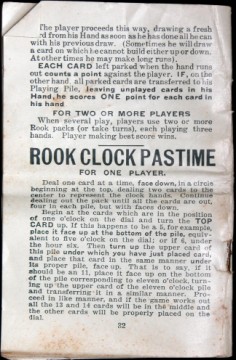 The player proceeds this way, drawing a fresh
rd from his Hand as soon as he has done all he can
with his previous draw. (Sometimes he will draw
a card on which he cannot build either up or down.
At other times he may make long runs).
EACH CARD left parked when the hand runs
out counts a point against the player. IF, on the
other hand, all parked cards are transferred to his
Playing Pile, leaving unplayed cards in his
Hand, he scores ONE point for each card in
his hand
FOR TWO OR MORE PLAYERS
When several play, players use two or more
Rook packs (or take turns), each playing three
hands. Player making best score wins.
ROOK CLOCK PASTIME
FOR ONE PLAYER.
Deal one card at a time, face down, in a circle
beginning at the top dealing two cards to the
center to represent the clock hands. Continue
dealing out the pack until all the cards are out,
four in each pile, but with faces down.
Begin at the cards which are in the position
of one o'clock on the dial and turn the TOP
CARD up. If this happens to be a 5, for example,
place it face up at the bottom of the pile, equiv-
alent to five o'clock on the dial; or if 6, under
the hour six. Then turn up the upper card of
this pile under which you have just placed card,
and place that card in the same manner under
its proper pile, face up. That is to say, if it
should be an 11, place it face up on the bottom
of the pile corresponding to eleven o'clock, turn-
ing up the upper card of the eleven o'clock pile
and transferring it in a similar manner. Pro-
ceed in like manner, and if the game works out
all the 13 and 14 cards will be in the middle and
the other cards will be properly placed on the
dial.
32